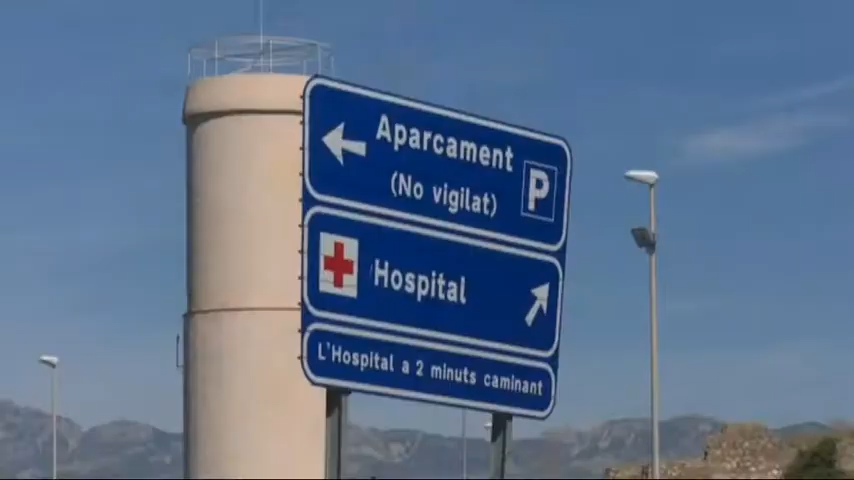 Aparcament
(No vigilat)
P
Hospital
L'Hospital a 2 minuts caminant